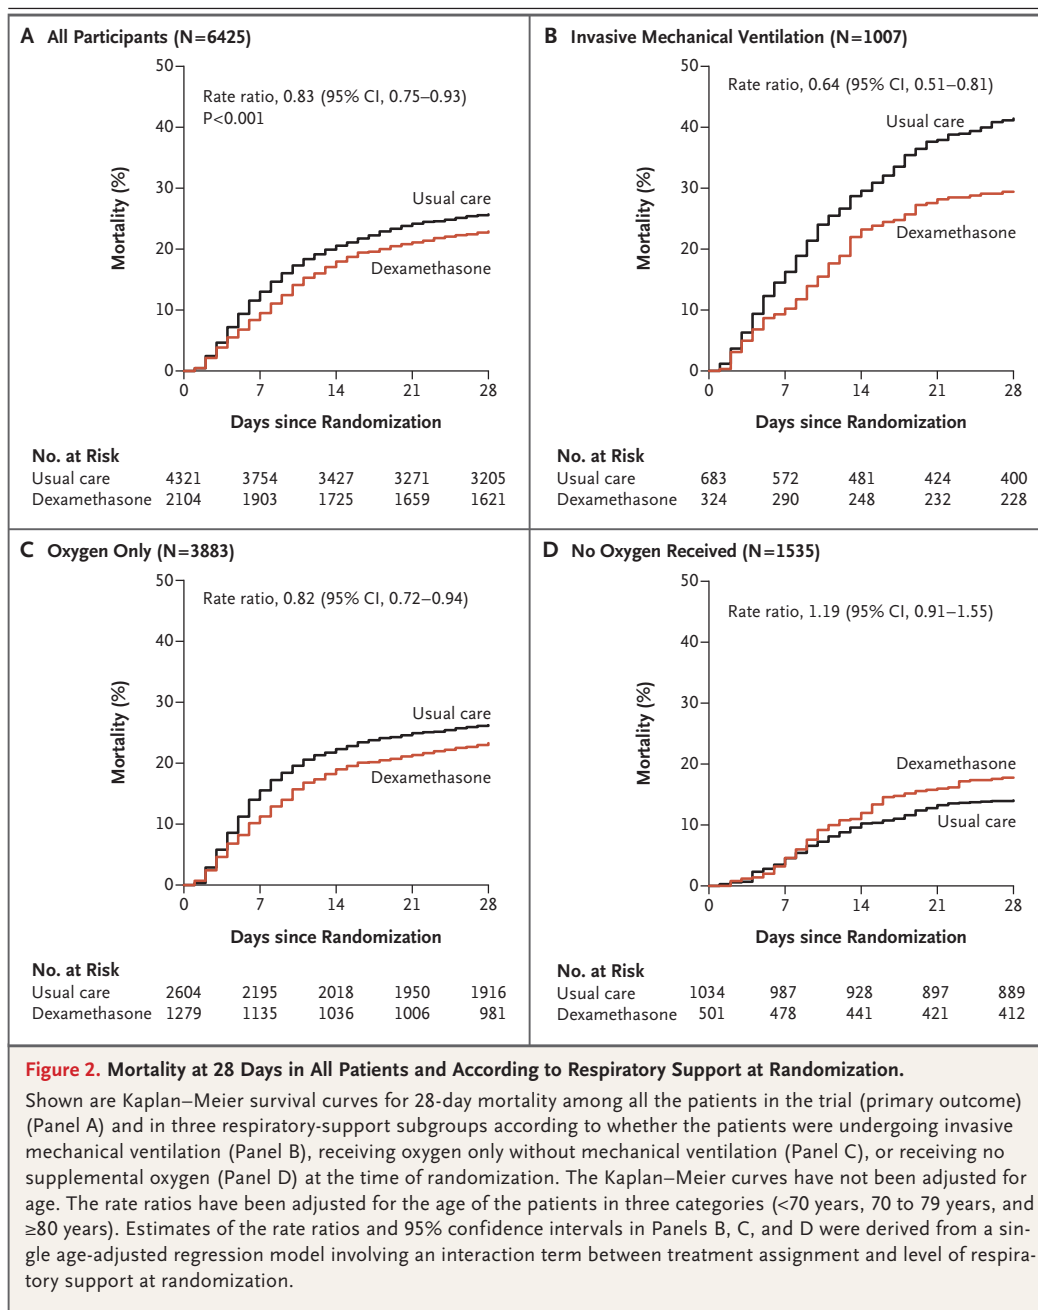 A All Participants (N=6425)
50
40
30
20
10
0
Mortality (%)
Rate ratio, 0.83 (95% CI, 0.75–0.93)
P<0.001
Usual care
Dexamethasone
0 7 14 21 28
Days since Randomization
No. at Risk
Usual care 4321 3754 3427 3271 3205
Dexamethasone 2104 1903 1725 1659 1621
B Invasive Mechanical Ventilation (N=1007)
50
40
30
20
10
0
Mortality (%)
Rate ratio, 0.64 (95% CI, 0.51–0.81)
Usual care
Dexamethasone
0 7 14 21 28
Days since Randomization
No. at Risk
Usual care 683 572 481 424 400
Dexamethasone 324 290 248 232 228
C Oxygen Only (N=3883)
50
40
30
20
10
0
Mortality (%)
Rate ratio, 0.82 (95% CI, 0.72–0.94)
Usual care
Dexamethasone
0 7 14 21 28
Days since Randomization
No. at Risk
Usual care 2604 2195 2018 1950 1916
Dexamethasone 1279 1135 1036 1006 981
D No Oxygen Received (N=1535)
50
40
30
20
10
0
Mortality (%)
Rate ratio, 1.19 (95% CI, 0.91–1.55)
Dexamethasone
Usual care
0 7 14 21 28
Days since Randomization
No. at Risk
Usual care 1034 987 928 897 889
Dexamethasone 501 478 441 421 412
Figure 2. Mortality at 28 Days in All Patients and According to Respiratory Support at Randomization.
Shown are Kaplan–Meier survival curves for 28-day mortality among all the patients in the trial (primary outcome)
(Panel A) and in three respiratory-support subgroups according to whether the patients were undergoing invasive
mechanical ventilation (Panel B), receiving oxygen only without mechanical ventilation (Panel C), or receiving no
supplemental oxygen (Panel D) at the time of randomization. The Kaplan–Meier curves have not been adjusted for
age. The rate ratios have been adjusted for the age of the patients in three categories (<70 years, 70 to 79 years, and
≥80 years). Estimates of the rate ratios and 95% confidence intervals in Panels B, C, and D were derived from a sin-
gle age-adjusted regression model involving an interaction term between treatment assignment and level of respira-
tory support at randomization.